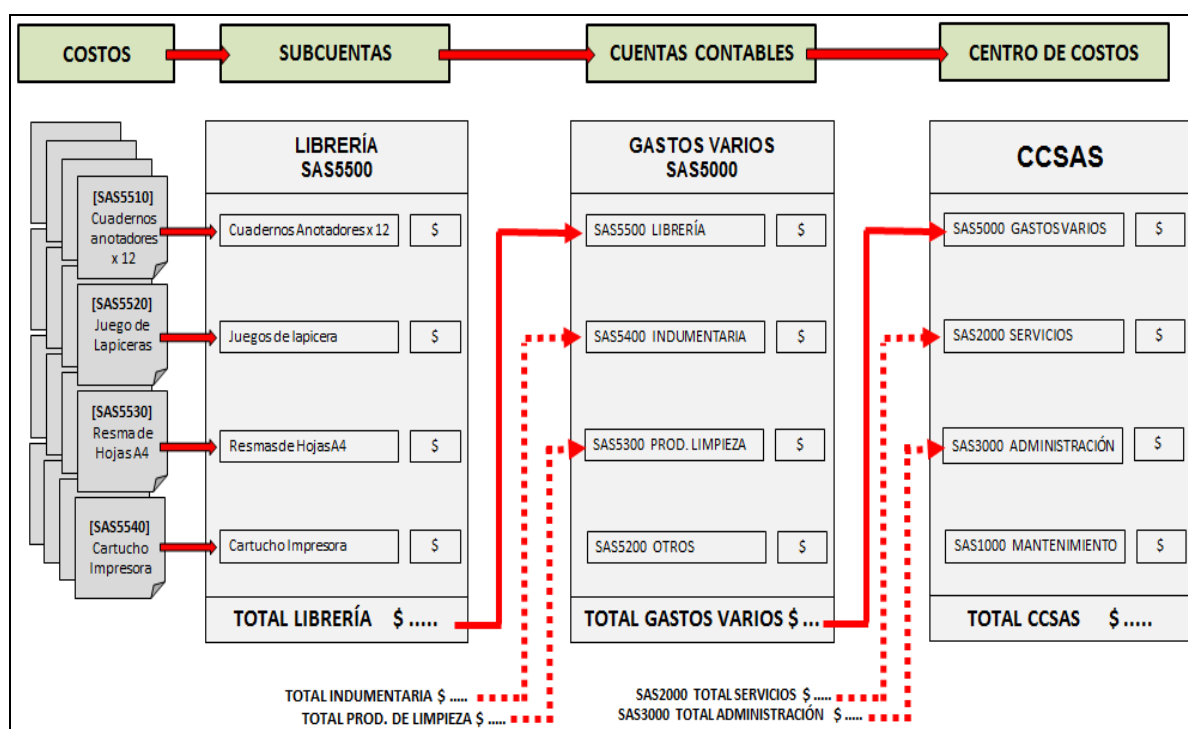 COSTOS
SUBCUENTAS
CUENTAS CONTABLES
CENTRO DE COSTOS
[SAS5510]
Cuadernos
anotadores
x 12
[SAS5520]
Juego de
Lapiceras
[SAS5530]
Resma de
Hojas A4
[SAS5540]
Cartucho
Impresora
LIBRERÍA
SAS5500
Cuadernos Anotadores x 12 $
Juegos de lapicera $
Resmas de Hojas A4 $
Cartucho Impresora $
TOTAL LIBRERÍA $ .....
GASTOS VARIOS
SAS5000
SAS5500 LIBRERÍA $
SAS5400 INDUMENTARIA $
SAS5300 PROD. LIMPIEZA $
SAS5200 OTROS $
TOTAL GASTOS VARIOS $ ...
CCSAS
SAS5000 GASTOS VARIOS $
SAS2000 SERVICIOS $
SAS3000 ADMINISTRACIÓN $
SAS1000 MANTENIMIENTO $
TOTAL CCSAS $ .....
TOTAL INDUMENTARIA $ .....
TOTAL PROD. DE LIMPIEZA $ .....
SAS2000 TOTAL SERVICIOS $ .....
SAS3000 TOTAL ADMINISTRACIÓN $ .....